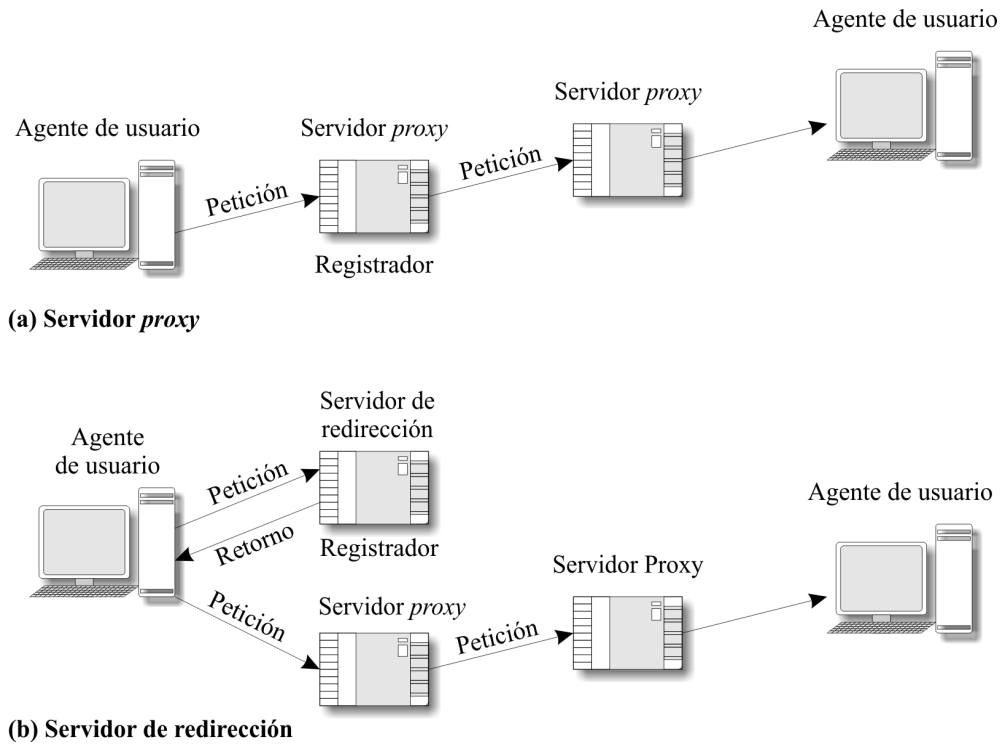 Agente de usuario
Servidor proxy
Servidor proxy
Agente de usuario
Petición
Petición
Registrador
(a) Servidor proxy
Servidor de
redirección
Agente
de usuario
Petición
Retorno
Registrador
Agente de usuario
Servidor Proxy
Petición
Servidor proxy
Petición
(b) Servidor de redirección